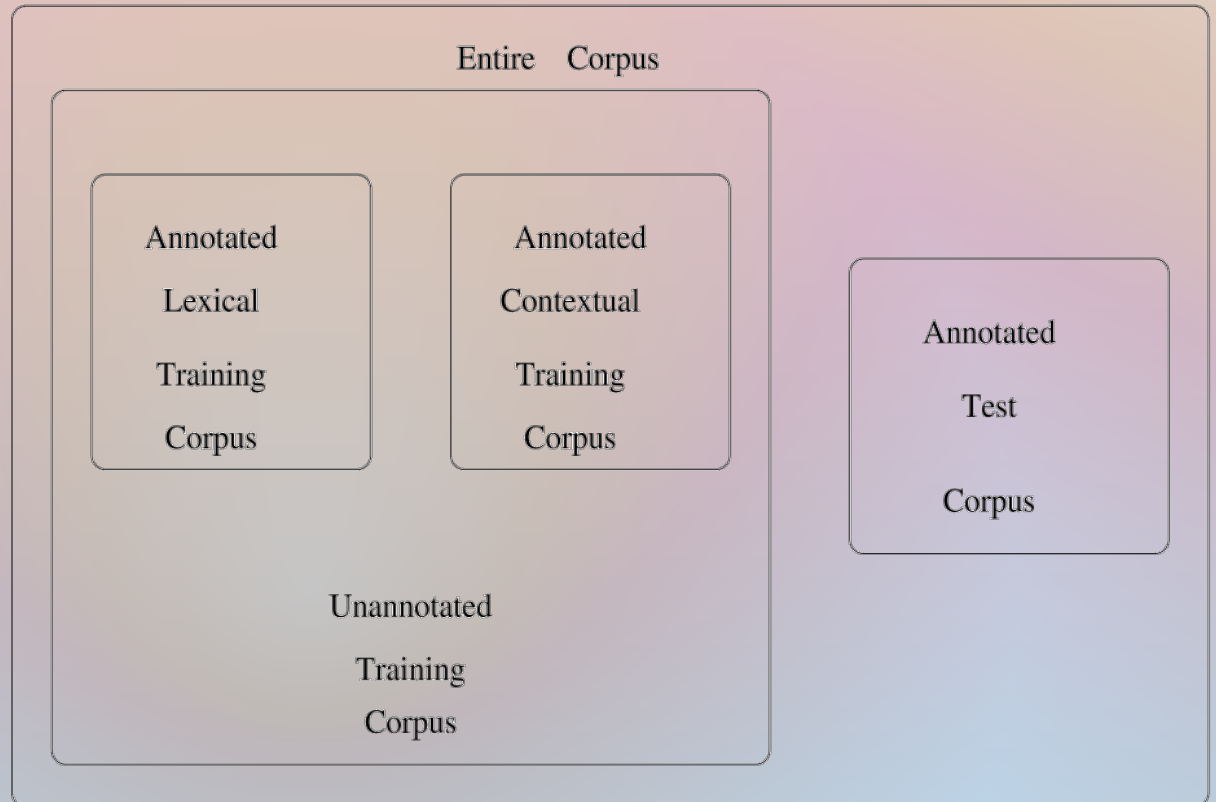 Entire Corpus
Annotated
Lexical
Training
Corpus
Annotated
Contextual
Training
Corpus
Annotated
Test
Corpus
Unannotated
Training
Corpus